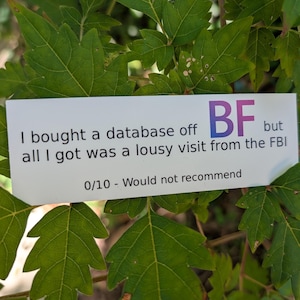 I bought a database off BF but
all I got was a lousy visit from the FBI
0/10 - Would not recommend